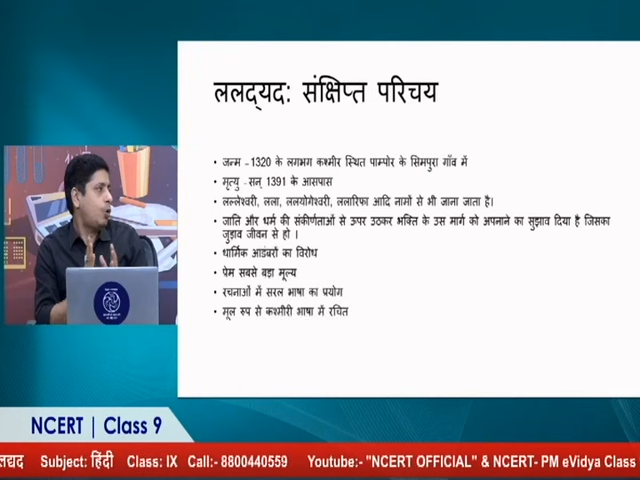 ललद्यद: संक्षिप्त परिचय
• जन्म - 1320 के लगभग कश्मीर स्थित पाम्पोर के सिमपुरा गाँव में
• मृत्यु - सन् 1391 के आसपास
• लल्लेश्वरी, लला, ललयोगेश्वरी, ललारिफा आदि नामों से भी जाना जाता है।
• जाति और धर्म की संकीर्णताओं से ऊपर उठकर भक्ति के उस मार्ग को अपनाने का सुझाव दिया है जिसका
जुड़ाव जीवन से हो ।
• धार्मिक आडंबरों का विरोध
• प्रेम सबसे बड़ा मूल्य
• रचनाओं में सरल भाषा का प्रयोग
• मूल रुप से कश्मीरी भाषा में रचित
NCERT | Class 9
लद्यद Subject: हिंदी Class: IX Call:- 8800440559 Youtube:- "NCERT OFFICIAL" & NCERT- PM eVidya Class